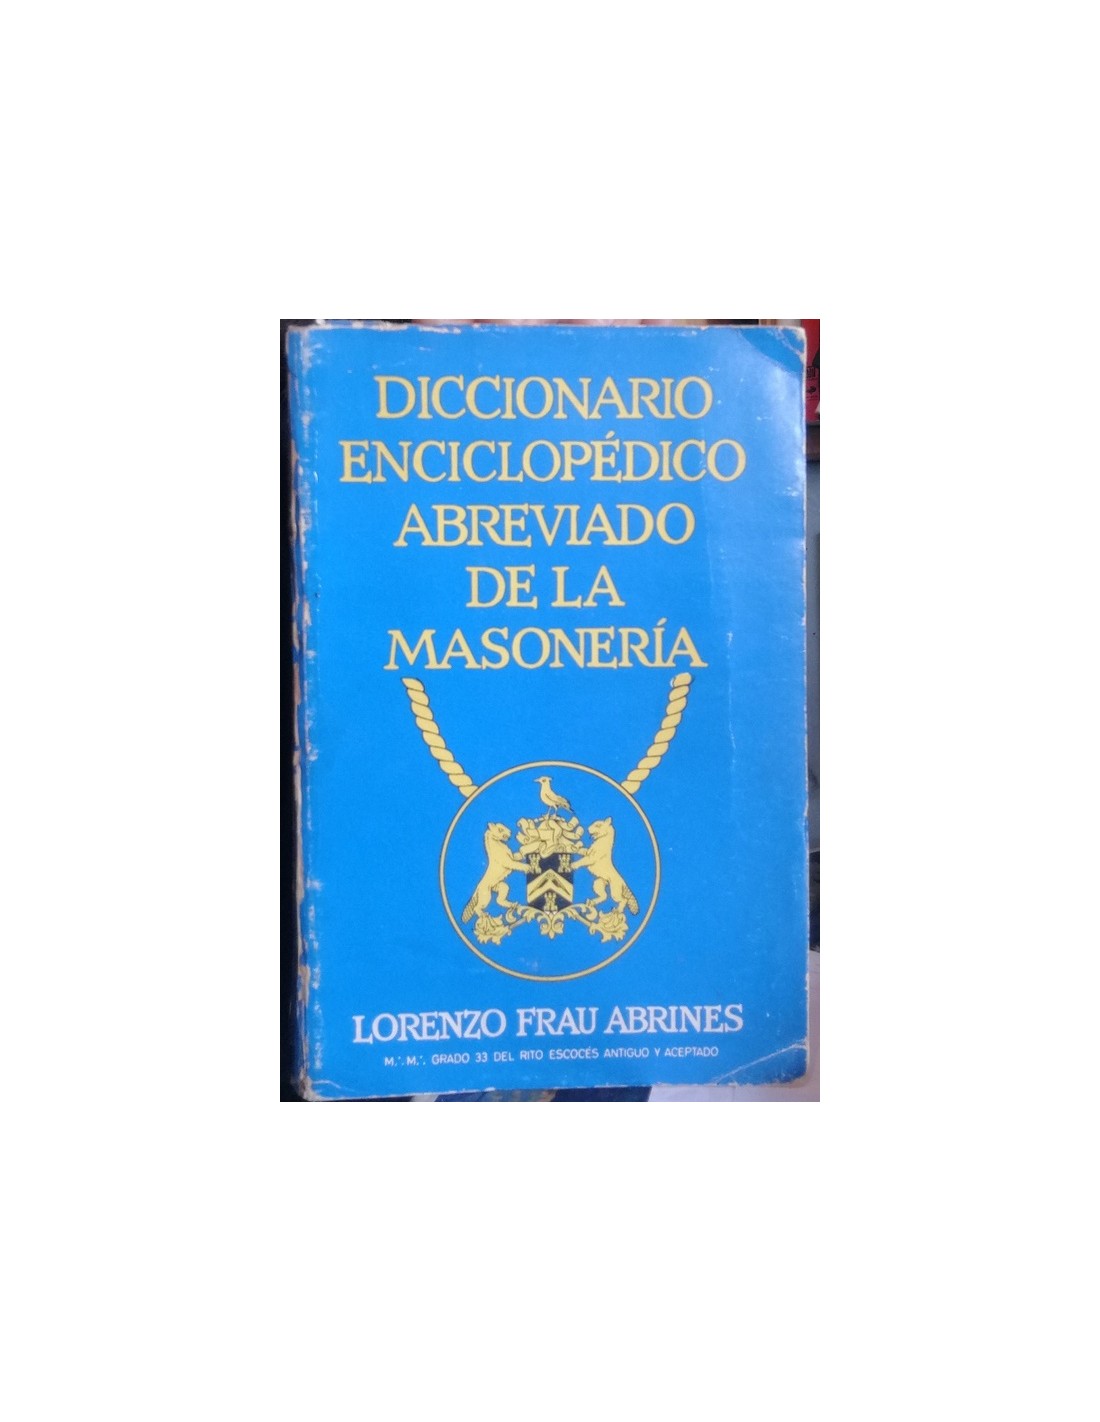 DICCIONARIO
ENCICLOPÉDICO
ABREVIADO
DE LA
MASONERÍA
LORENZO FRAU ABRINES
M∴M∴ GRADO 33 DEL RITO ESCOCÉS ANTIGUO Y ACEPTADO